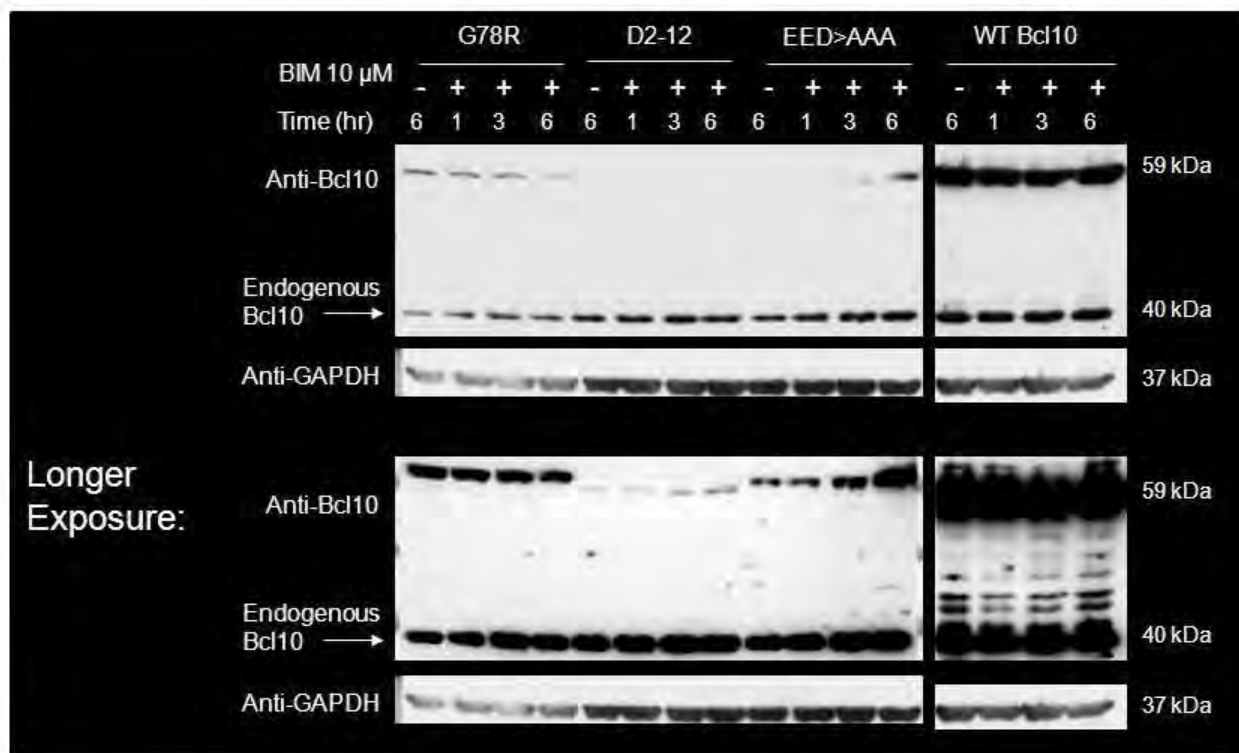 G78R D2-12 EED>AAA WT Bcl10
BIM 10 µM - + + + - + + + - + + + - + + +
Time (hr) 6 1 3 6 6 1 3 6 6 1 3 6 6 1 3 6
Anti-Bcl10 59 kDa
Endogenous
Bcl10 40 kDa
Anti-GAPDH 37 kDa
Longer
Exposure:
Anti-Bcl10 59 kDa
Endogenous
Bcl10 40 kDa
Anti-GAPDH 37 kDa